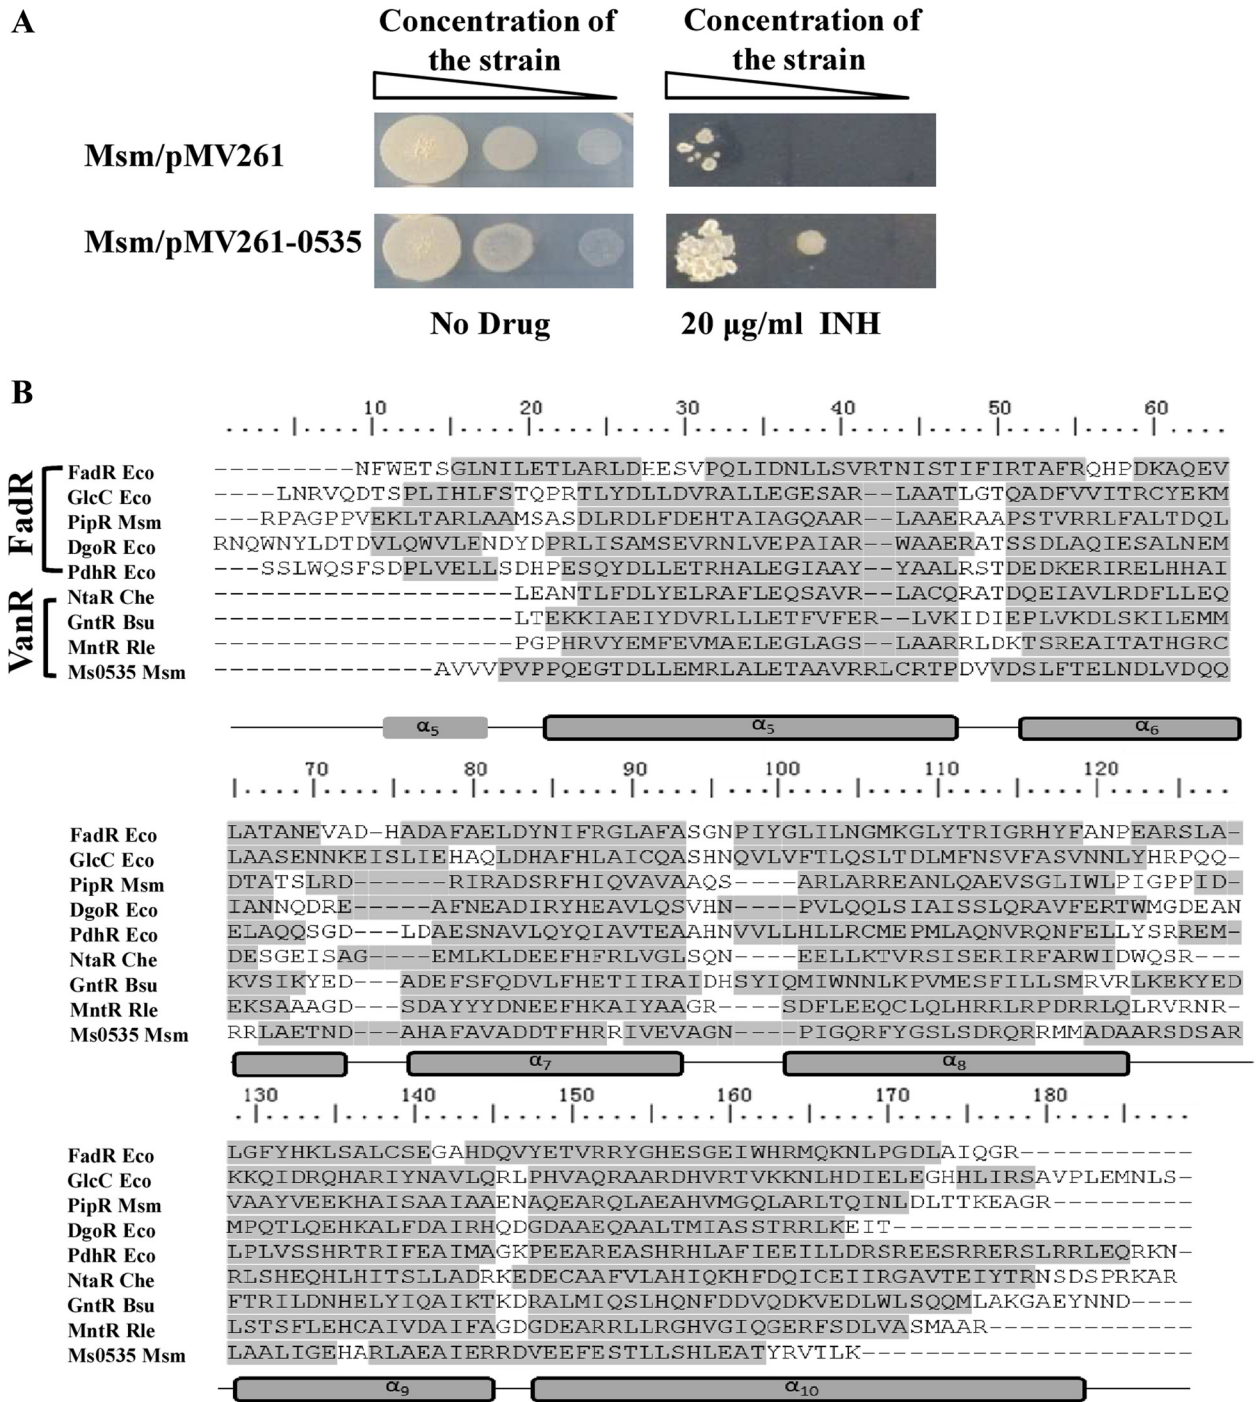 A
Concentration of
the strain
Concentration of
the strain
Msm/pMV261
Msm/pMV261-0535
No Drug
20 μg/ml INH
B
10 20 30 40 50 60
FadR
VanR
FadR Eco ---------NFWETSGLNILETLARLDHESVPQLIDNLLSVRTNISTIFIRTAFRQHPDKAQEV
GlcC Eco ----LNRVQDTSPLIHLFSTQPRTLYDLLDVRALLEGESAR--LAATLGTQADFVVITRCYEKM
PipR Msm ---RPAGPPVEKLTARLAAMSASDLRDLFDEHTAIAGQAAR--LAAERAAPSTVRRLFALTDQL
DgoR Eco RNQWNYLDTDVLQWVLENDYDPRLISAMSEVRNLVEPAIAR--WAAERATSSDLAQIESALNEM
PdhR Eco ---SSLWQSFSDPLVELLSDHPESQYDLLETRHALEGIAAY--YAALRSTDEDKERIRELHHAI
NtaR Che -------------------LEANTLFDLYELRAFLEQSAVR--LACQRATDQEIAVLRDFLLEQ
GntR Bsu -------------------LTEKKIAEIYDVRLLLETFVFER--LVKIDIEPLVKDLSKILEMM
MntR Rle -------------------PGPHRVYEMFEVMAELEGLAGS--LAARRLDKTSREAITATHGRC
Ms0535 Msm --------------AVVVPVPPQEGTDLLEMRLALETAAVRRLCRTPDVVDSLFTELNDLVDQQ
α5 α5 α6
70 80 90 100 110 120
FadR Eco LATANEVAD-HADAFAELDYNIFRGLAFASGNPIYGLILNGMKGLYTRIGRHYFANPEARSLA-
GlcC Eco LAASENNKEISLIEHAQLDHAFHLAICQASHNQVLVFTLQSLTDLMFNSVFASVNNLYHRPQQ-
PipR Msm DTATSLRD------RIRADSRFHIQVAVAAQS----ARLARREANLQAEVSGLIWLPIGPPID-
DgoR Eco IANNQDRE-----AFNEADIRYHEAVLQSVHN----PVLQQLSIAISSLQRAVFERTWMGDEAN
PdhR Eco ELAQQSGD---LDAESNAVLQYQIAVTEAAHNVVLLHLLRCMEPMLAQNVRQNFELLYSRREM-
NtaR Che DESGEISAG----EMLKLDEEFHFRLVGLSQN----EELLKTVRSISERIRFARWIDWQSR---
GntR Bsu KVSIKYED---ADEFSFQDVLFHETIIRAIDHSYIQMIWNNLKPVMESFILLSMRVRLKEKYED
MntR Rle EKSAAAGD---SDAYYYDNEEFHKAIYAAGR----SDFLEEQCLQLHRRLRPDRRLQLRVRNR-
Ms0535 Msm RRLAETND---AHAFAVADDTFHRRIVEVAGN----PIGQRFYGSLSDRQRRMMADAARSDSAR
α7 α8
130 140 150 160 170 180
FadR Eco LGFYHKLSALCSEGAHDQVYETVRRYGHESGEIWHRMQKNLPGDLAIQGR-----------
GlcC Eco KKQIDRQHARIYNAVLQRLPHVAQRAARDHVRTVKKNLHDIELEGHHLIRSAVPLEMNLS-
PipR Msm VAAYVEEKHAISAAIAAENAQEARQLAEAHVMGQLARLTQINLDLTTKEAGR---------
DgoR Eco MPQTLQEHKALFDAIRHQDGDAAEQAALTMIASSTRRLKEIT-------------------
PdhR Eco LPLVSSHRTRIFEAIMAGKPEEAREASHRHLAFIEEILLDRSREESRRERSLRRLEQRKN-
NtaR Che RLSHEQHLHITSLLADRKEDECAAFVLAHIQKHFDQICEIIRGAVTEIYTRNSDSPRKAR
GntR Bsu FTRILDNHELYIQAIKTKDRALMIQSLHQNFDDVQDKVEDLWLSQQMLAKGAEYNND----
MntR Rle LSTSFLEHCAIVDAIFAGDGDEARRLLRGHVGIQGERFSDLVASMAAR-------------
Ms0535 Msm LAALIGEHARLAEAIERRDVEEFESTLLSHLEATYRVTLK---------------------
α9 α10